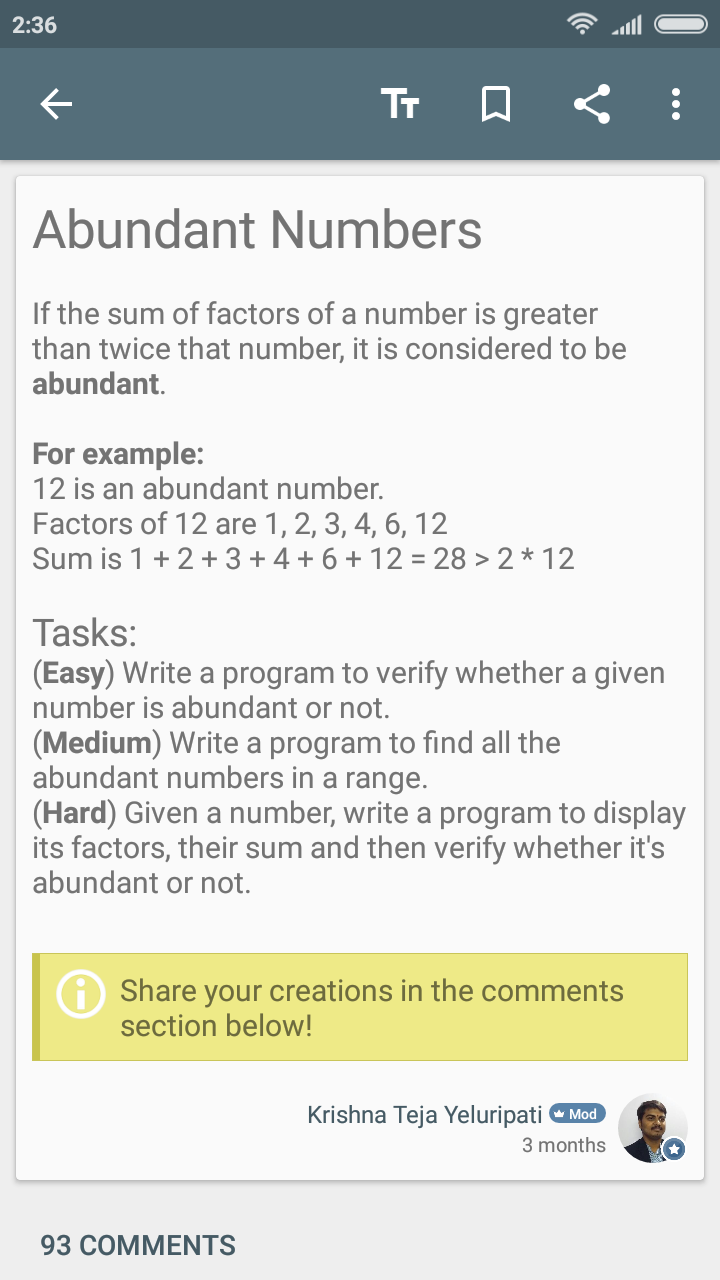 2:36
Abundant Numbers
If the sum of factors of a number is greater
than twice that number, it is considered to be
abundant.
For example:
12 is an abundant number.
Factors of 12 are 1, 2, 3, 4, 6, 12
Sum is 1 + 2 + 3 + 4 + 6 + 12 = 28 > 2 * 12
Tasks:
(Easy) Write a program to verify whether a given
number is abundant or not.
(Medium) Write a program to find all the
abundant numbers in a range.
(Hard) Given a number, write a program to display
its factors, their sum and then verify whether it's
abundant or not.
Share your creations in the comments
section below!
Krishna Teja Yeluripati Mod
3 months
93 COMMENTS